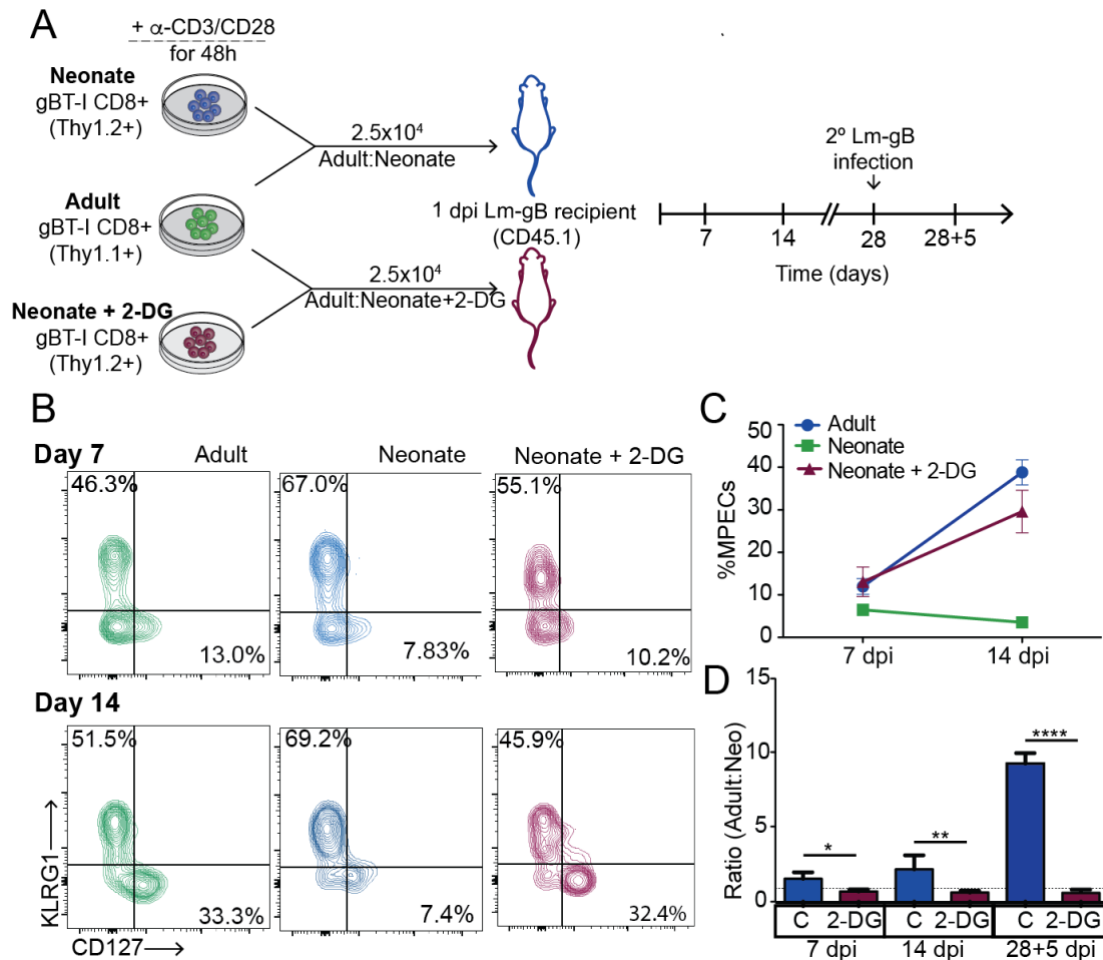 A
+ α-CD3/CD28
for 48h
Neonate
gBT-I CD8+
(Thy1.2+)
Adult
gBT-I CD8+
(Thy1.1+)
Neonate + 2-DG
gBT-I CD8+
(Thy1.2+)
2.5x10⁴
Adult:Neonate
1 dpi Lm-gB recipient
(CD45.1)
2.5x10⁴
Adult:Neonate+2-DG
2º Lm-gB
infection
7
14
28
28+5
Time (days)
B
Day 7
Adult
Neonate
Neonate + 2-DG
46.3%
13.0%
67.0%
7.83%
55.1%
10.2%
Day 14
51.5%
33.3%
69.2%
7.4%
45.9%
32.4%
KLRG1
CD127
C
Adult
Neonate
Neonate + 2-DG
%MPECs
50
40
30
20
10
0
7 dpi
14 dpi
D
Ratio (Adult:Neo)
15
10
5
0
*
**
****
C
2-DG
C
2-DG
C
2-DG
7 dpi
14 dpi
28+5 dpi